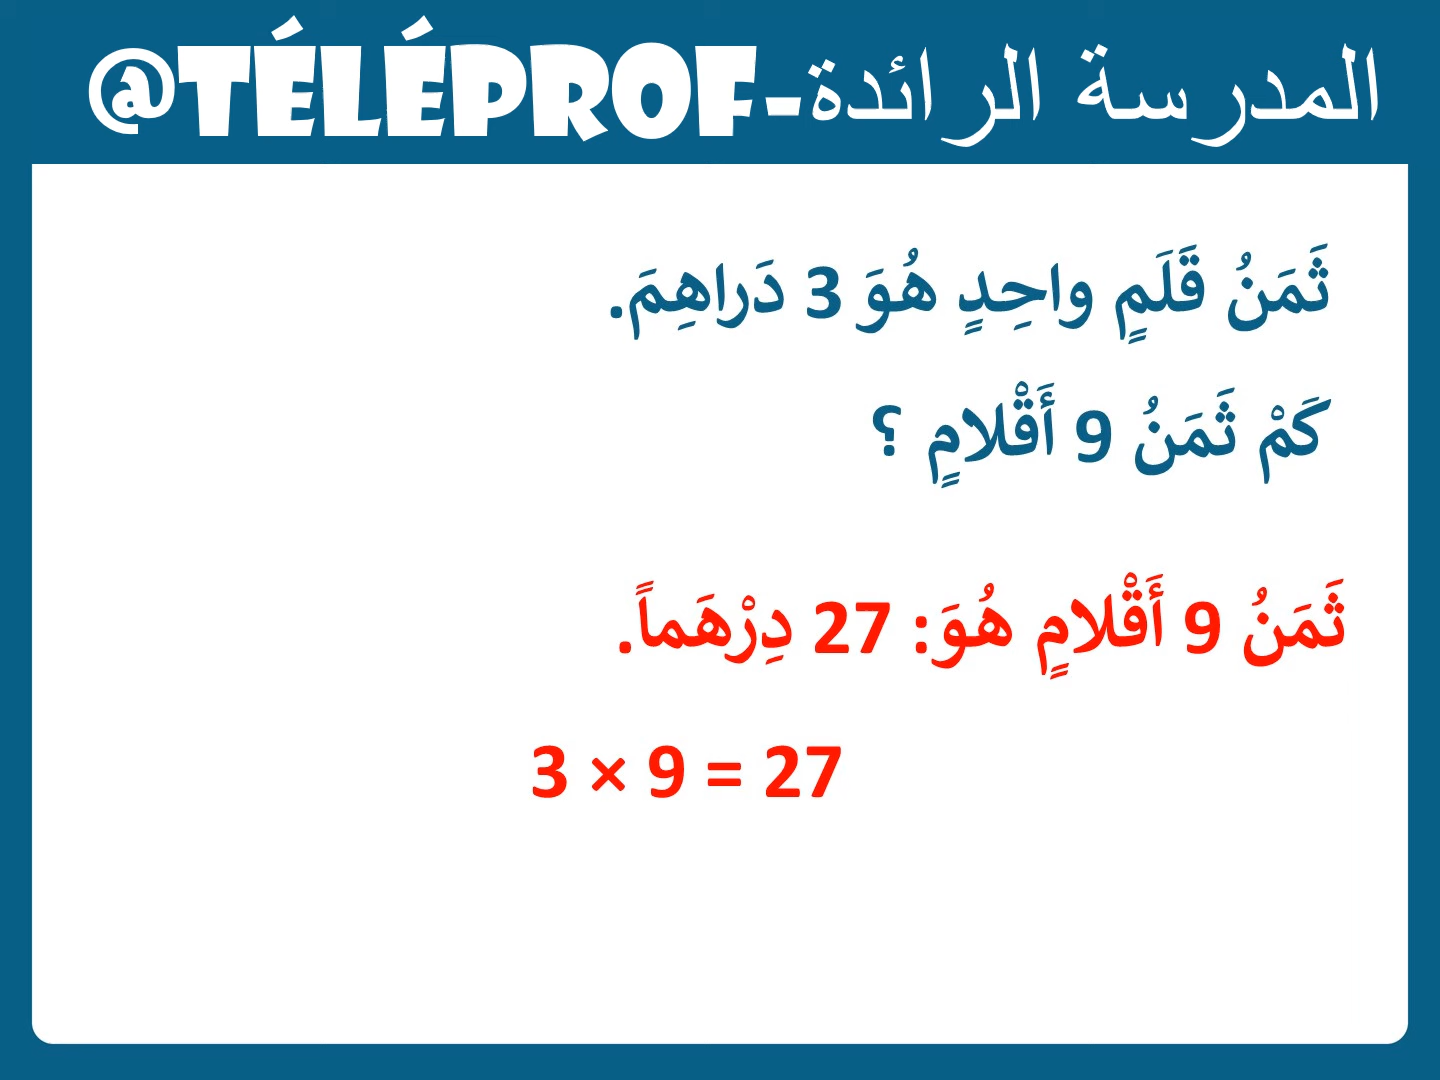 @TÉLÉPROF-المدرسة الرائدة
ثَمَنُ قَلَمٍ واحِدٍ هُوَ 3 دَراهِمَ.
كَمْ ثَمَنُ 9 أَقْلامٍ ؟
ثَمَنُ 9 أَقْلامٍ هُوَ: 27 دِرْهَماً.
3 × 9 = 27